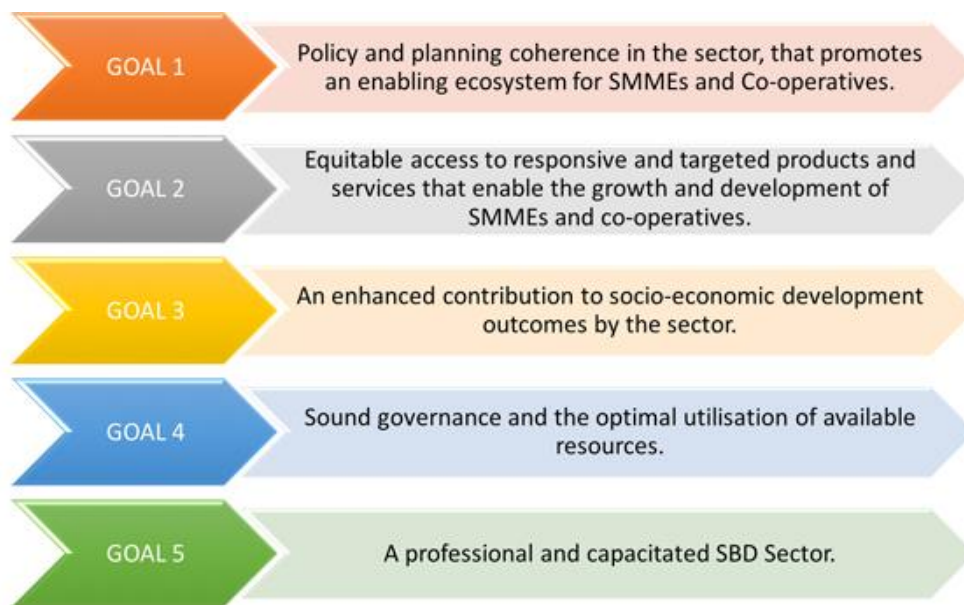 GOAL 1
Policy and planning coherence in the sector, that promotes
an enabling ecosystem for SMMEs and Co-operatives.
GOAL 2
Equitable access to responsive and targeted products and
services that enable the growth and development of
SMMEs and co-operatives.
GOAL 3
An enhanced contribution to socio-economic development
outcomes by the sector.
GOAL 4
Sound governance and the optimal utilisation of available
resources.
GOAL 5
A professional and capacitated SBD Sector.